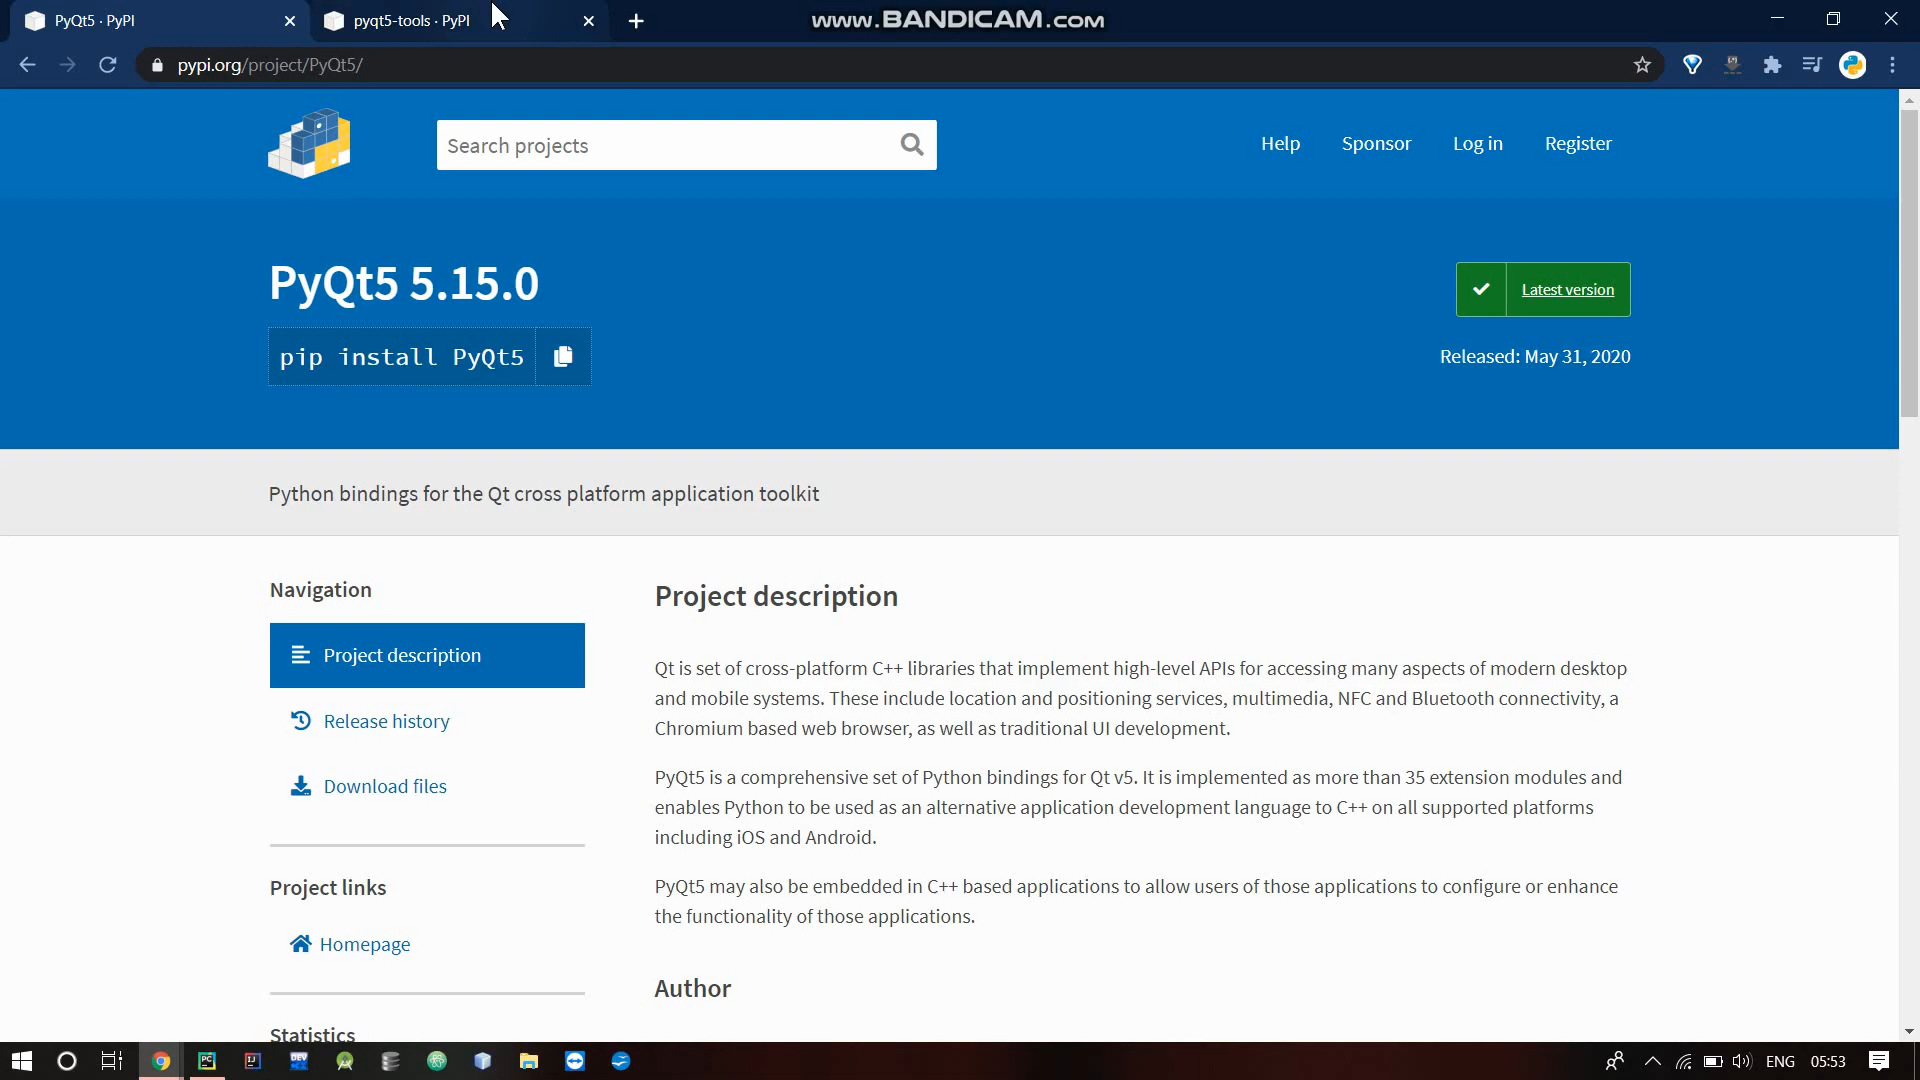 PyQt5 · PyPI
pyqt5-tools · PyPI
www.BANDICAM.com
pypi.org/project/PyQt5/
Search projects
Help
Sponsor
Log in
Register
PyQt5 5.15.0
pip install PyQt5
Latest version
Released: May 31, 2020
Python bindings for the Qt cross platform application toolkit
Navigation
Project description
Release history
Download files
Project links
Homepage
Statistics
Project description
Qt is set of cross-platform C++ libraries that implement high-level APIs for accessing many aspects of modern desktop
and mobile systems. These include location and positioning services, multimedia, NFC and Bluetooth connectivity, a
Chromium based web browser, as well as traditional UI development.
PyQt5 is a comprehensive set of Python bindings for Qt v5. It is implemented as more than 35 extension modules and
enables Python to be used as an alternative application development language to C++ on all supported platforms
including iOS and Android.
PyQt5 may also be embedded in C++ based applications to allow users of those applications to configure or enhance
the functionality of those applications.
Author
PC
IJ
DEV
ENG
05:53